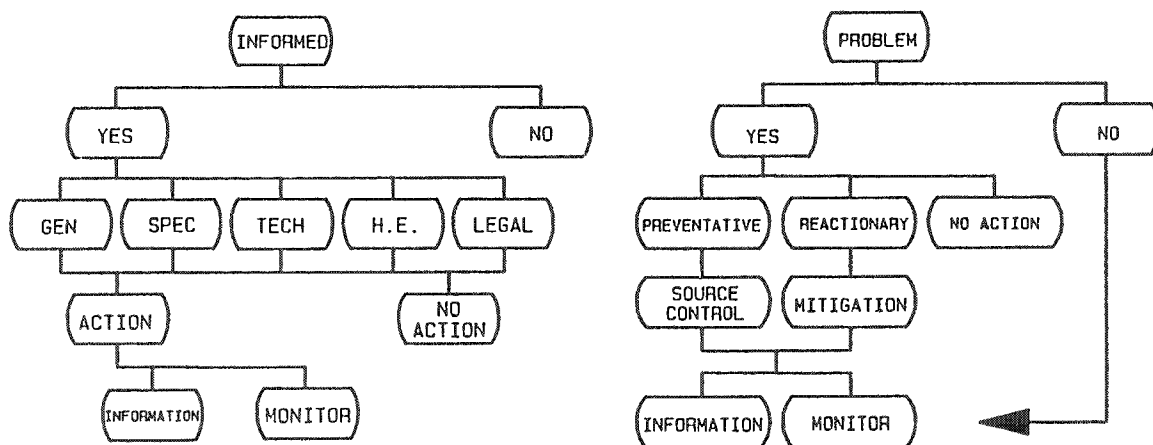 INFORMED
YES
NO
GEN
SPEC
TECH
H.E.
LEGAL
ACTION
NO
ACTION
INFORMATION
MONITOR
PROBLEM
YES
NO
PREVENTATIVE
REACTIONARY
NO ACTION
SOURCE
CONTROL
MITIGATION
INFORMATION
MONITOR